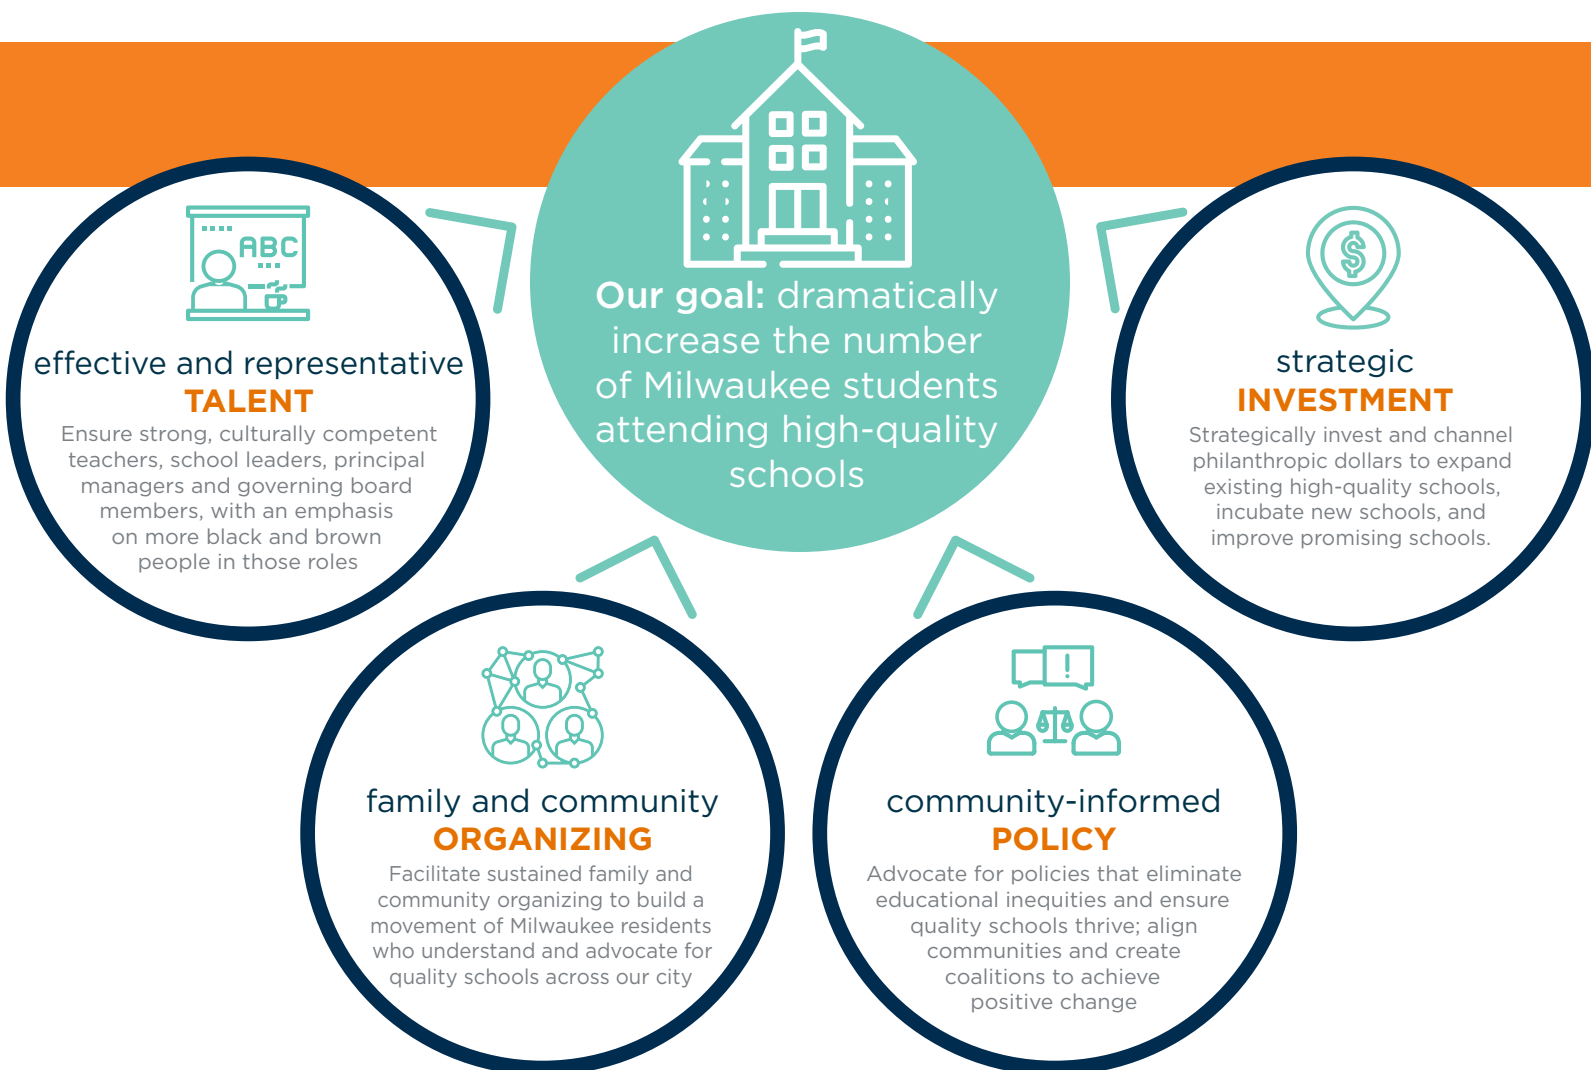 ABC
Our goal: dramatically
increase the number
of Milwaukee students
attending high-quality
schools
effective and representative
TALENT
Ensure strong, culturally competent
teachers, school leaders, principal
managers and governing board
members, with an emphasis
on more black and brown
people in those roles
$
strategic
INVESTMENT
Strategically invest and channel
philanthropic dollars to expand
existing high-quality schools,
incubate new schools, and
improve promising schools.
family and community
ORGANIZING
Facilitate sustained family and
community organizing to build a
movement of Milwaukee residents
who understand and advocate for
quality schools across our city
!
community-informed
POLICY
Advocate for policies that eliminate
educational inequities and ensure
quality schools thrive; align
communities and create
coalitions to achieve
positive change